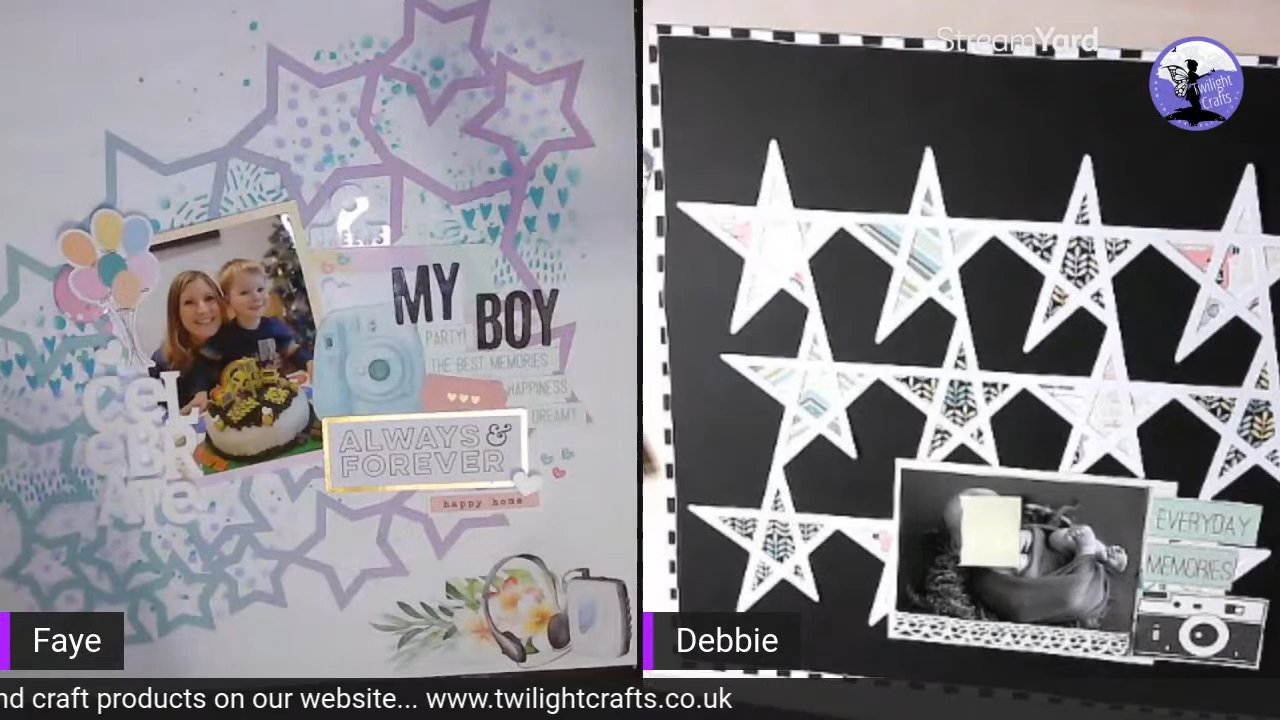 StreamYard
Twilight
Crafts
MY
BOY
PARTY!
THE BEST MEMORIES
HAPPINESS
DREAMY
CELEBRATE
ALWAYS &
FOREVER
happy home
EVERYDAY
MEMORIES
Faye
Debbie
nd craft products on our website... www.twilightcrafts.co.uk